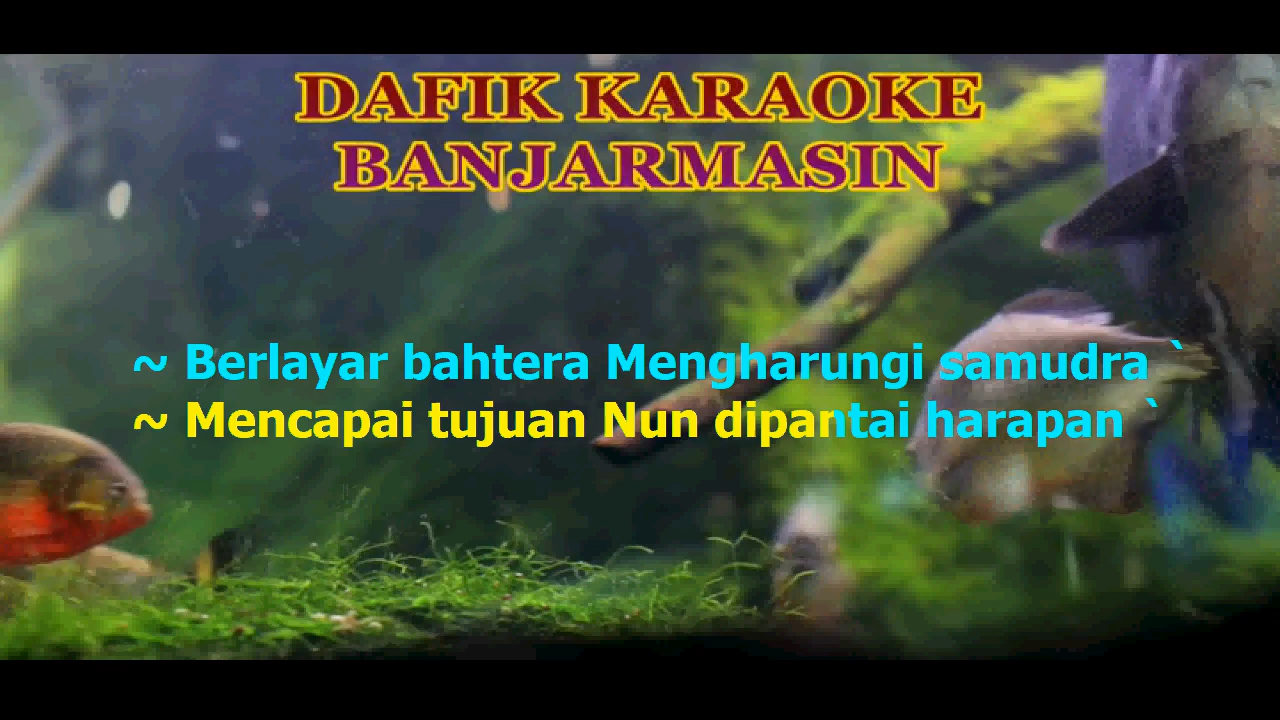 DAFIK KARAOKE
BANJARMASIN
~ Berlayar bahtera Mengharungi samudra `
~ Mencapai tujuan Nun dipantai harapan `